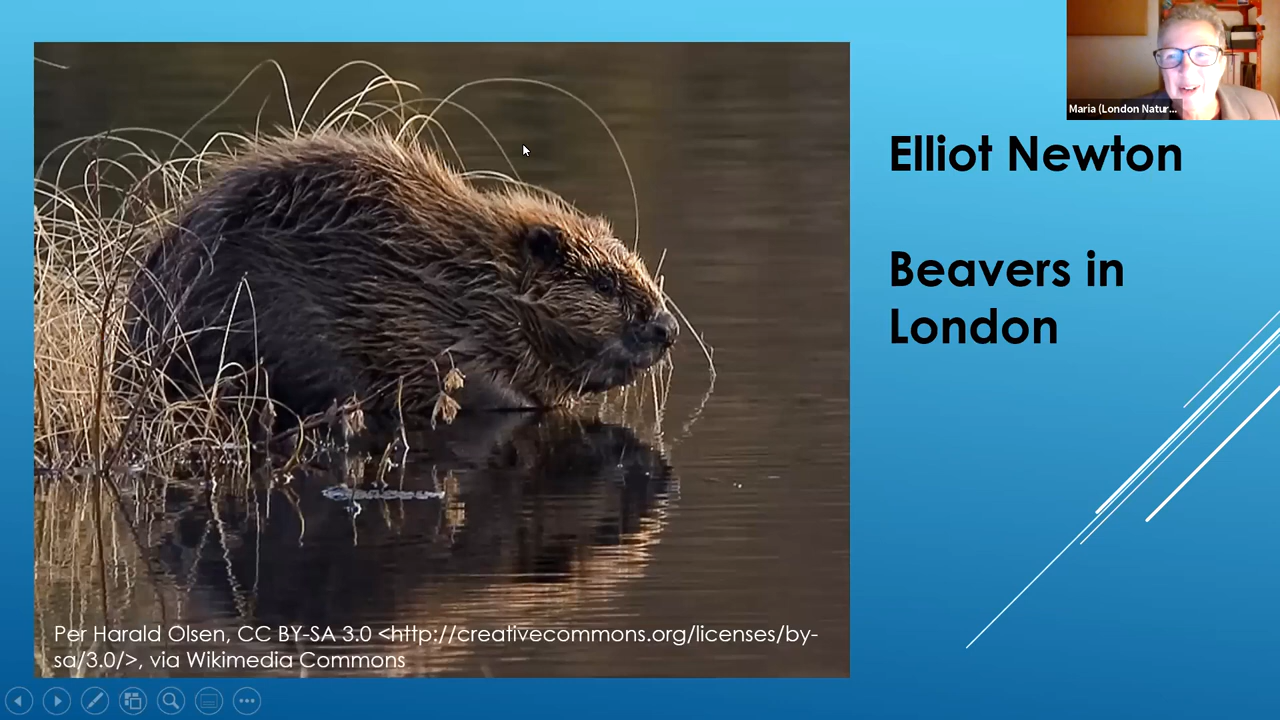 Maria (London Natur...
Elliot Newton
Beavers in
London
Per Harald Olsen, CC BY-SA 3.0 <http://creativecommons.org/licenses/by-
sa/3.0/>, via Wikimedia Commons